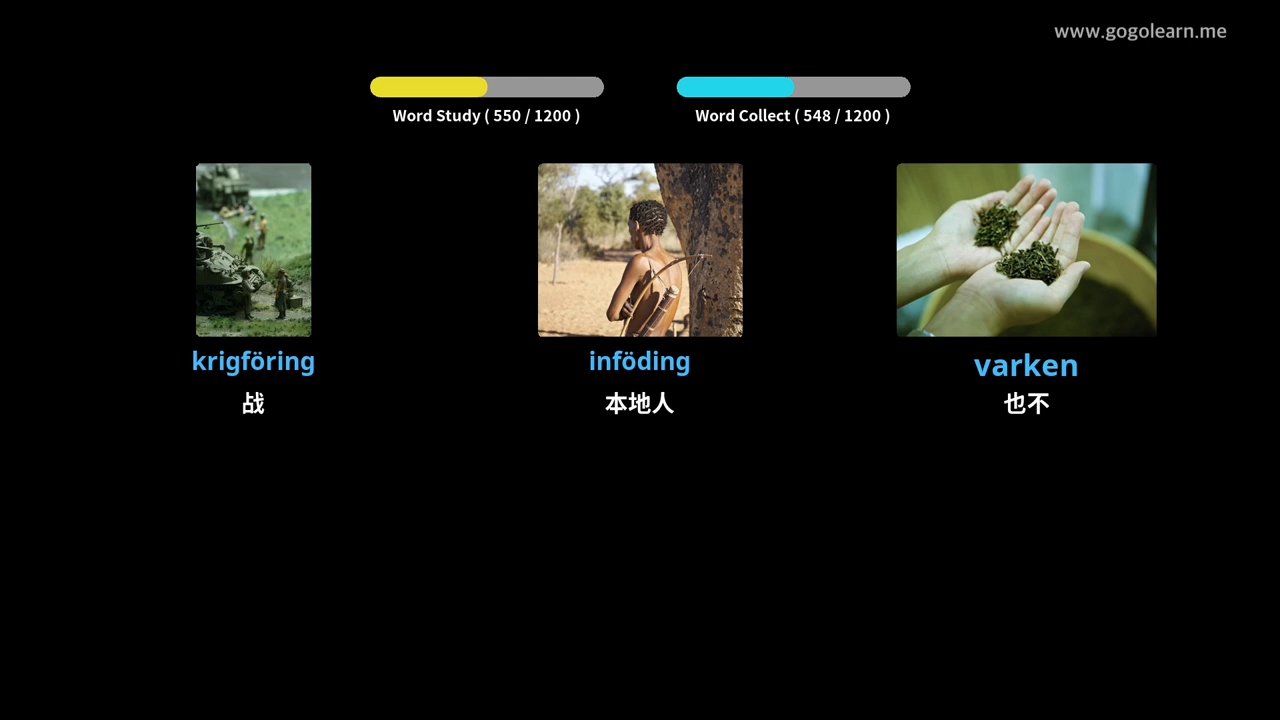 www.gogolearn.me
Word Study ( 550 / 1200 )
Word Collect ( 548 / 1200 )
krigföring
inföding
varken
战
本地人
也不